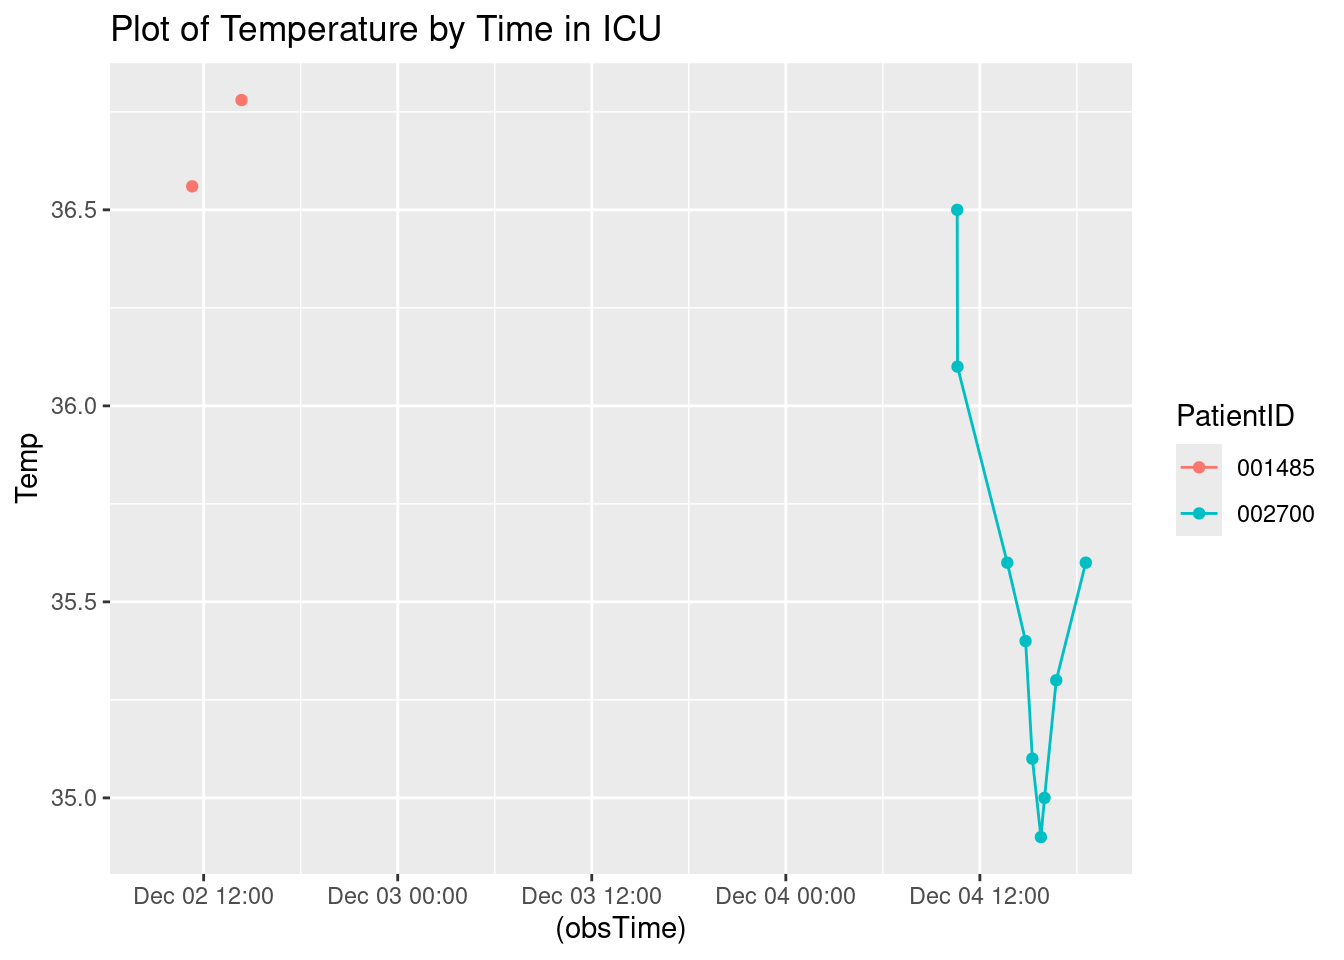 Plot of Temperature by Time in ICU
Temp
36.5
36.0
35.5
35.0
Dec 02 12:00 Dec 03 00:00 Dec 03 12:00 Dec 04 00:00 Dec 04 12:00
(obsTime)
PatientID
001485
002700